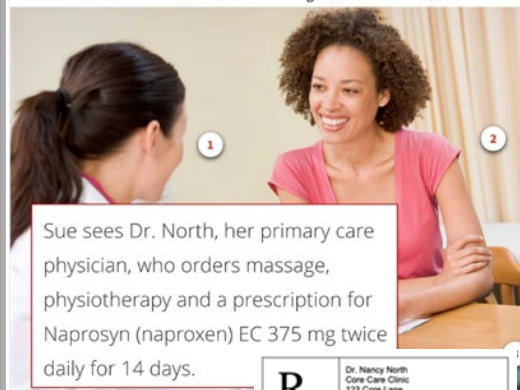 1
2
Sue sees Dr. North, her primary care
physician, who orders massage,
physiotherapy and a prescription for
Naprosyn (naproxen) EC 375 mg twice
daily for 14 days.
R
Dr. Nancy North
Core Care Clinic
123 Core Lane